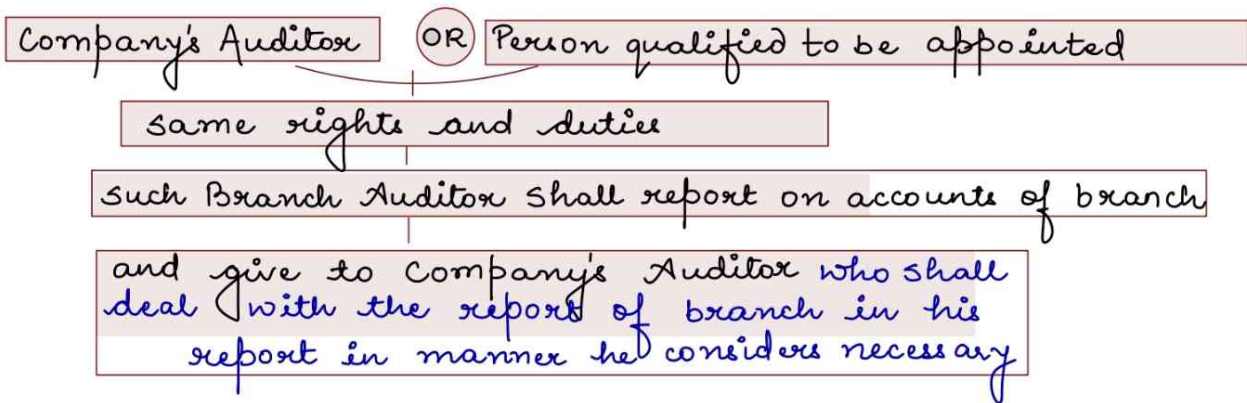 Company's Auditor OR Person qualified to be appointed
same rights and duties
such Branch Auditor shall report on accounts of branch
and give to Company's Auditor who shall
deal with the report of branch in his
report in manner he considers necessary